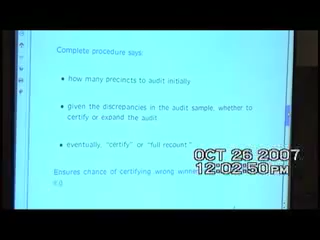 Complete procedure says:
• how many precincts to audit initially
• given the discrepancies in the audit sample, whether to
certify or expand the audit
• eventually, "certify" or "full recount"
OCT 26 2007
Ensures chance of certifying wrong
12:02:50 PM
e.g